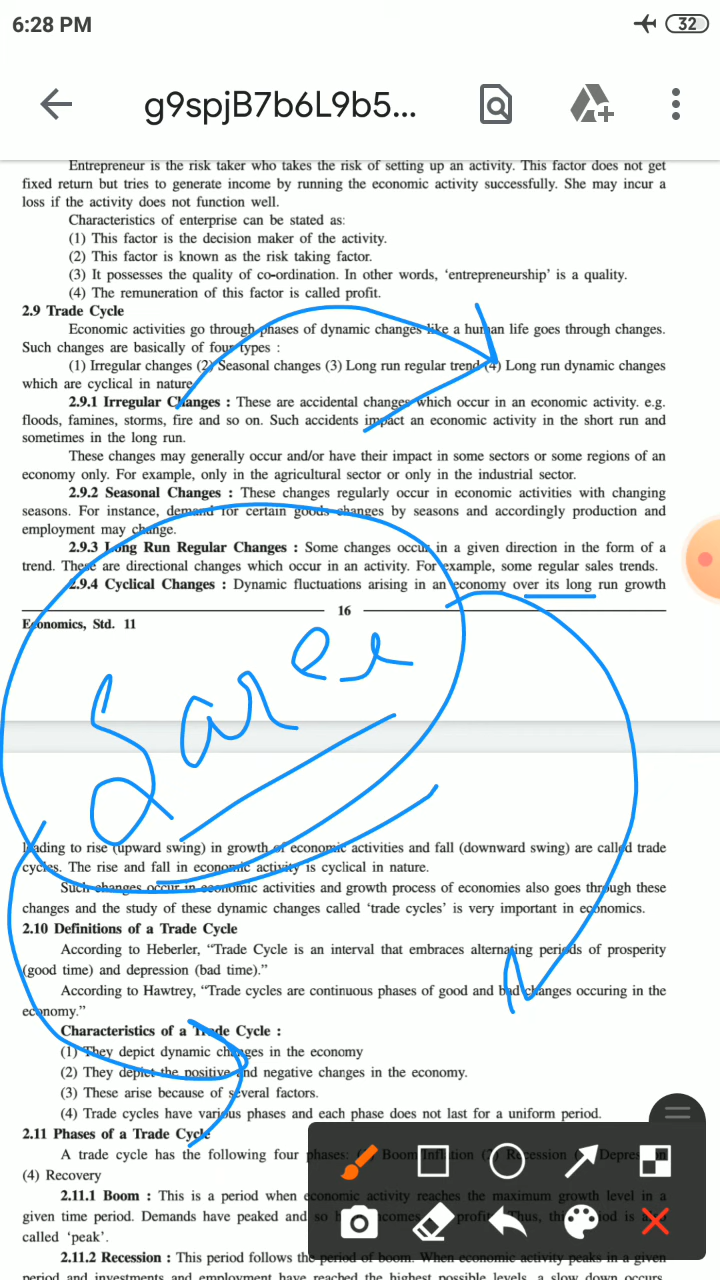 6:28 PM
32
g9spjB7b6L9b5...
Entrepreneur is the risk taker who takes the risk of setting up an activity. This factor does not get
fixed return but tries to generate income by running the economic activity successfully. She may incur a
loss if the activity does not function well.
Characteristics of enterprise can be stated as:
(1) This factor is the decision maker of the activity.
(2) This factor is known as the risk taking factor.
(3) It possesses the quality of co-ordination. In other words, ‘entrepreneurship’ is a quality.
(4) The remuneration of this factor is called profit.
2.9 Trade Cycle
Economic activities go through phases of dynamic changes like a human life goes through changes.
Such changes are basically of four types :
(1) Irregular changes (2) Seasonal changes (3) Long run regular trend (4) Long run dynamic changes
which are cyclical in nature
2.9.1 Irregular Changes : These are accidental changes which occur in an economic activity. e.g.
floods, famines, storms, fire and so on. Such accidents impact an economic activity in the short run and
sometimes in the long run.
These changes may generally occur and/or have their impact in some sectors or some regions of an
economy only. For example, only in the agricultural sector or only in the industrial sector.
2.9.2 Seasonal Changes : These changes regularly occur in economic activities with changing
seasons. For instance, demand for certain goods changes by seasons and accordingly production and
employment may change.
2.9.3 Long Run Regular Changes : Some changes occur in a given direction in the form of a
trend. These are directional changes which occur in an activity. For example, some regular sales trends.
2.9.4 Cyclical Changes : Dynamic fluctuations arising in an economy over its long run growth
16
Economics, Std. 11
leading to rise (upward swing) in growth of economic activities and fall (downward swing) are called trade
cycles. The rise and fall in economic activity is cyclical in nature.
Such changes occur in economic activities and growth process of economies also goes through these
changes and the study of these dynamic changes called ‘trade cycles’ is very important in economics.
2.10 Definitions of a Trade Cycle
According to Heberler, “Trade Cycle is an interval that embraces alternating periods of prosperity
(good time) and depression (bad time).”
According to Hawtrey, “Trade cycles are continuous phases of good and bad changes occuring in the
economy.”
Characteristics of a Trade Cycle :
(1) They depict dynamic changes in the economy
(2) They depict the positive and negative changes in the economy.
(3) These arise because of several factors.
(4) Trade cycles have various phases and each phase does not last for a uniform period.
2.11 Phases of a Trade Cycle
A trade cycle has the following four phases: Boom Recession
(4) Recovery
2.11.1 Boom : This is a period when economic activity reaches the maximum growth level in a
given time period. Demands have peaked and so
called ‘peak’.
2.11.2 Recession : This period follows the period of boom. When economic activity peaks in a given
period and investments and employment have reached the highest possible levels, a slow down occurs.